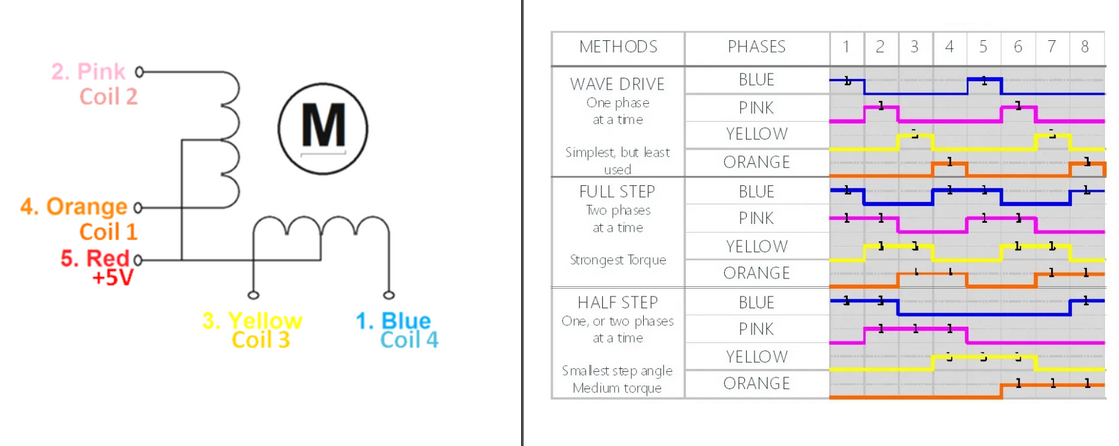 2. Pink
Coil 2
M
4. Orange
Coil 1
5. Red
+5V
3. Yellow
Coil 3
1. Blue
Coil 4
METHODS PHASES 1 2 3 4 5 6 7 8
WAVE DRIVE
One phase
at a time
Simplest, but least
used
BLUE 1 1
PINK 1 1
YELLOW 1 1
ORANGE 1 1
FULL STEP
Two phases
at a time
Strongest Torque
BLUE 1 1 1 1
PINK 1 1 1 1
YELLOW 1 1 1 1
ORANGE 1 1 1 1
HALF STEP
One, or two phases
at a time
Smallest step angle
Medium torque
BLUE 1 1 1
PINK 1 1 1
YELLOW 1 1 1
ORANGE 1 1 1